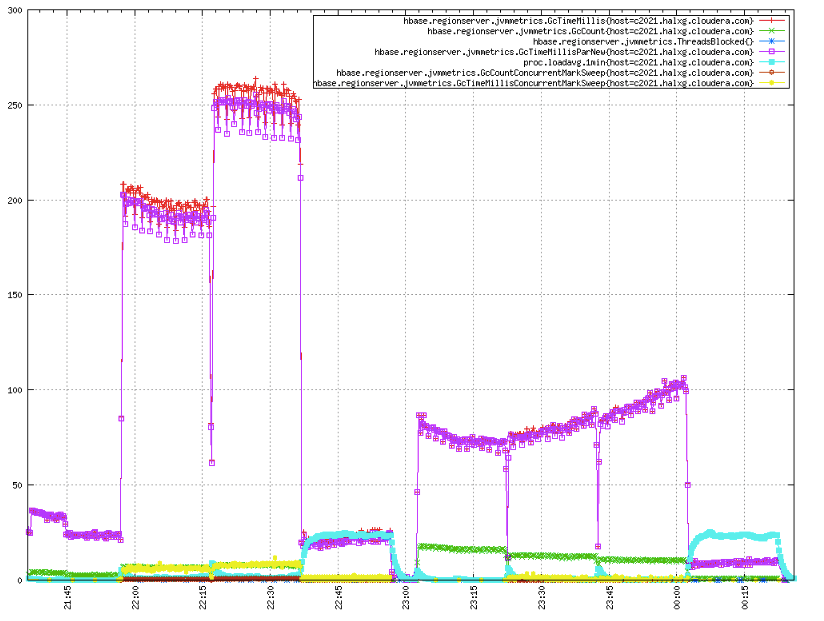 300
250
200
150
100
50
0
hbase.regionserver.jvmmetrics.GcTimeMillis{host=c2021.halxg.cloudera.com}
hbase.regionserver.jvmmetrics.GcCount{host=c2021.halxg.cloudera.com}
hbase.regionserver.jvmmetrics.ThreadsBlocked{}
hbase.regionserver.jvmmetrics.GcTimeMillisParNew{host=c2021.halxg.cloudera.com}
proc.loadavg.1min{host=c2021.halxg.cloudera.com}
hbase.regionserver.jvmmetrics.GcCountConcurrentMarkSweep{host=c2021.halxg.cloudera.com}
hbase.regionserver.jvmmetrics.GcTimeMillisConcurrentMarkSweep{host=c2021.halxg.cloudera.com}
21:45
22:00
22:15
22:30
22:45
23:00
23:15
23:30
23:45
00:00
00:15